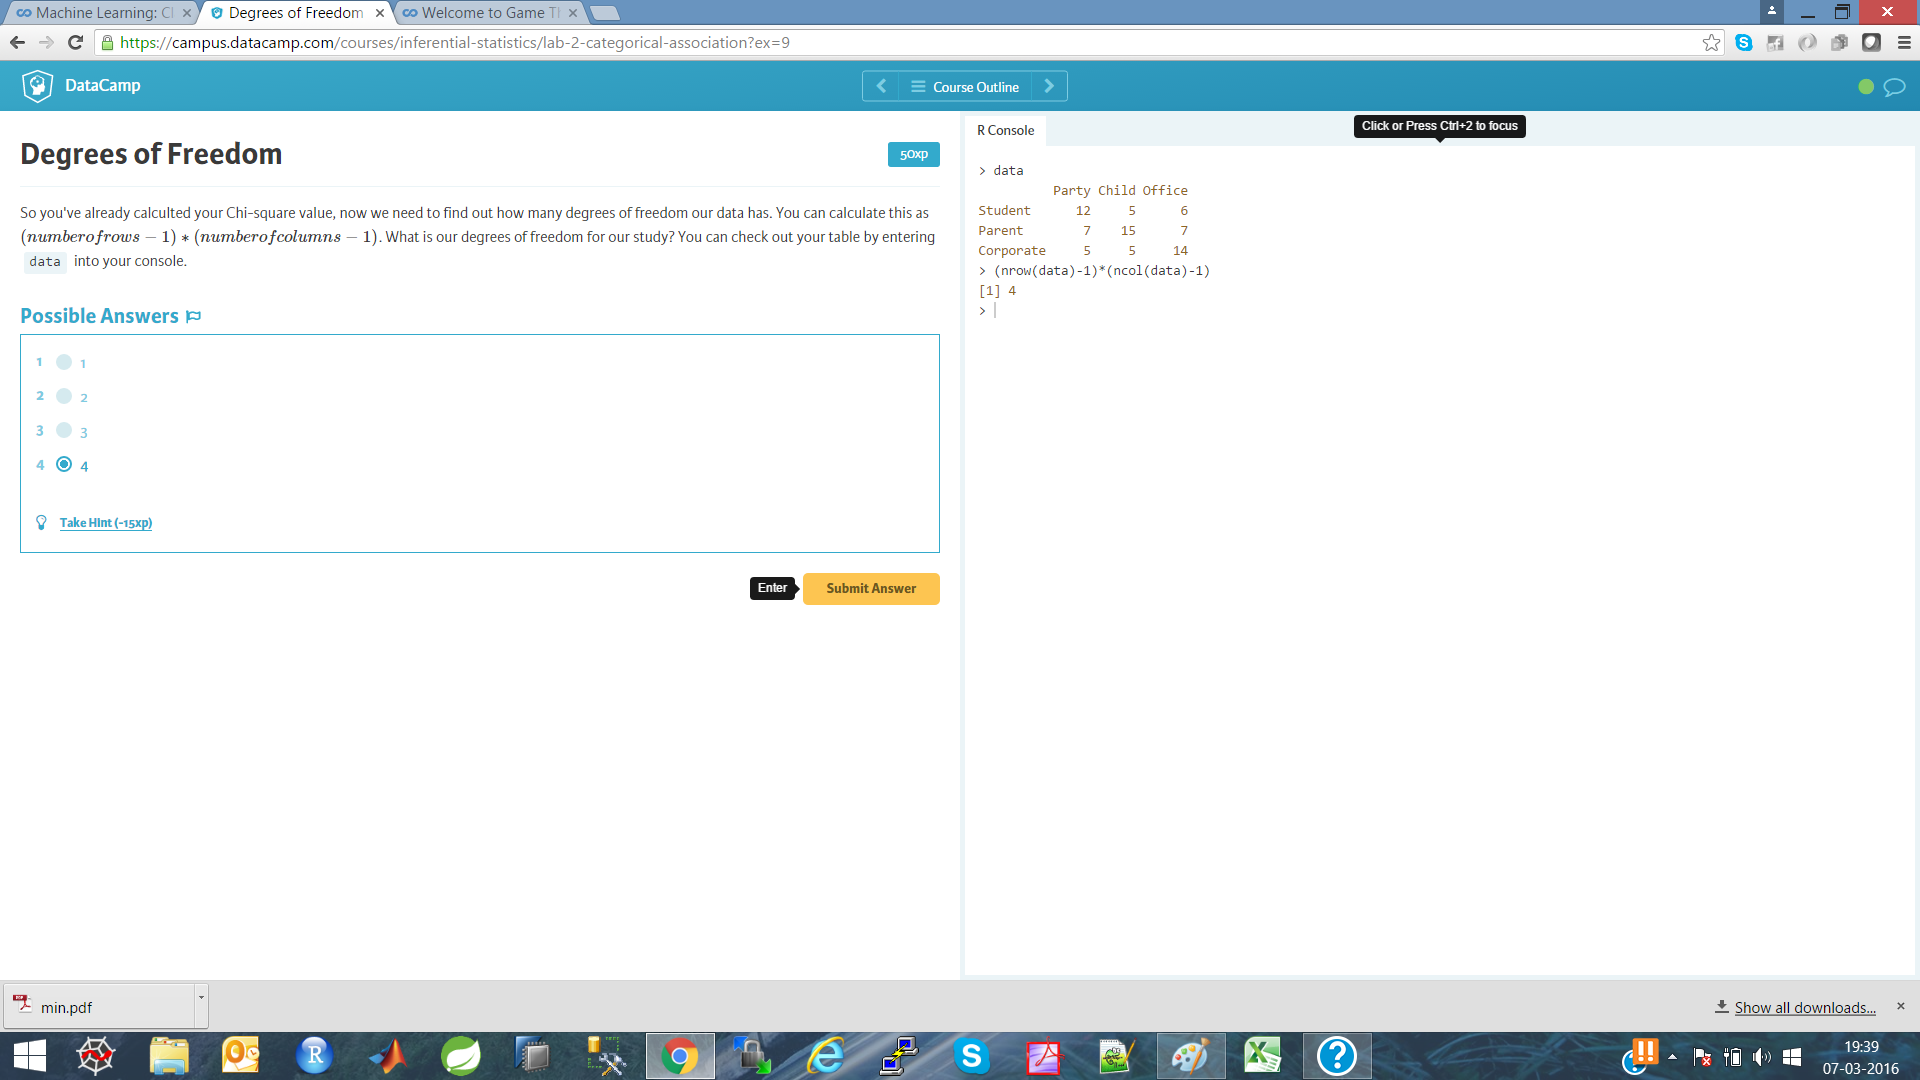 Machine Learning: Cl
Degrees of Freedom
Welcome to Game Tl
https://campus.datacamp.com/courses/inferential-statistics/lab-2-categorical-association?ex=9
DataCamp
Course Outline
Degrees of Freedom
50xp
So you've already calculted your Chi-square value, now we need to find out how many degrees of freedom our data has. You can calculate this as
(numberofrows − 1) ∗ (numberofcolumns − 1). What is our degrees of freedom for our study? You can check out your table by entering
data into your console.
Possible Answers
1 1
2 2
3 3
4 4
Take Hint (-15xp)
Enter
Submit Answer
R Console
Click or Press Ctrl+2 to focus
> data
Party Child Office
Student 12 5 6
Parent 7 15 7
Corporate 5 5 14
> (nrow(data)-1)*(ncol(data)-1)
[1] 4
>
min.pdf
Show all downloads...
19:39
07-03-2016